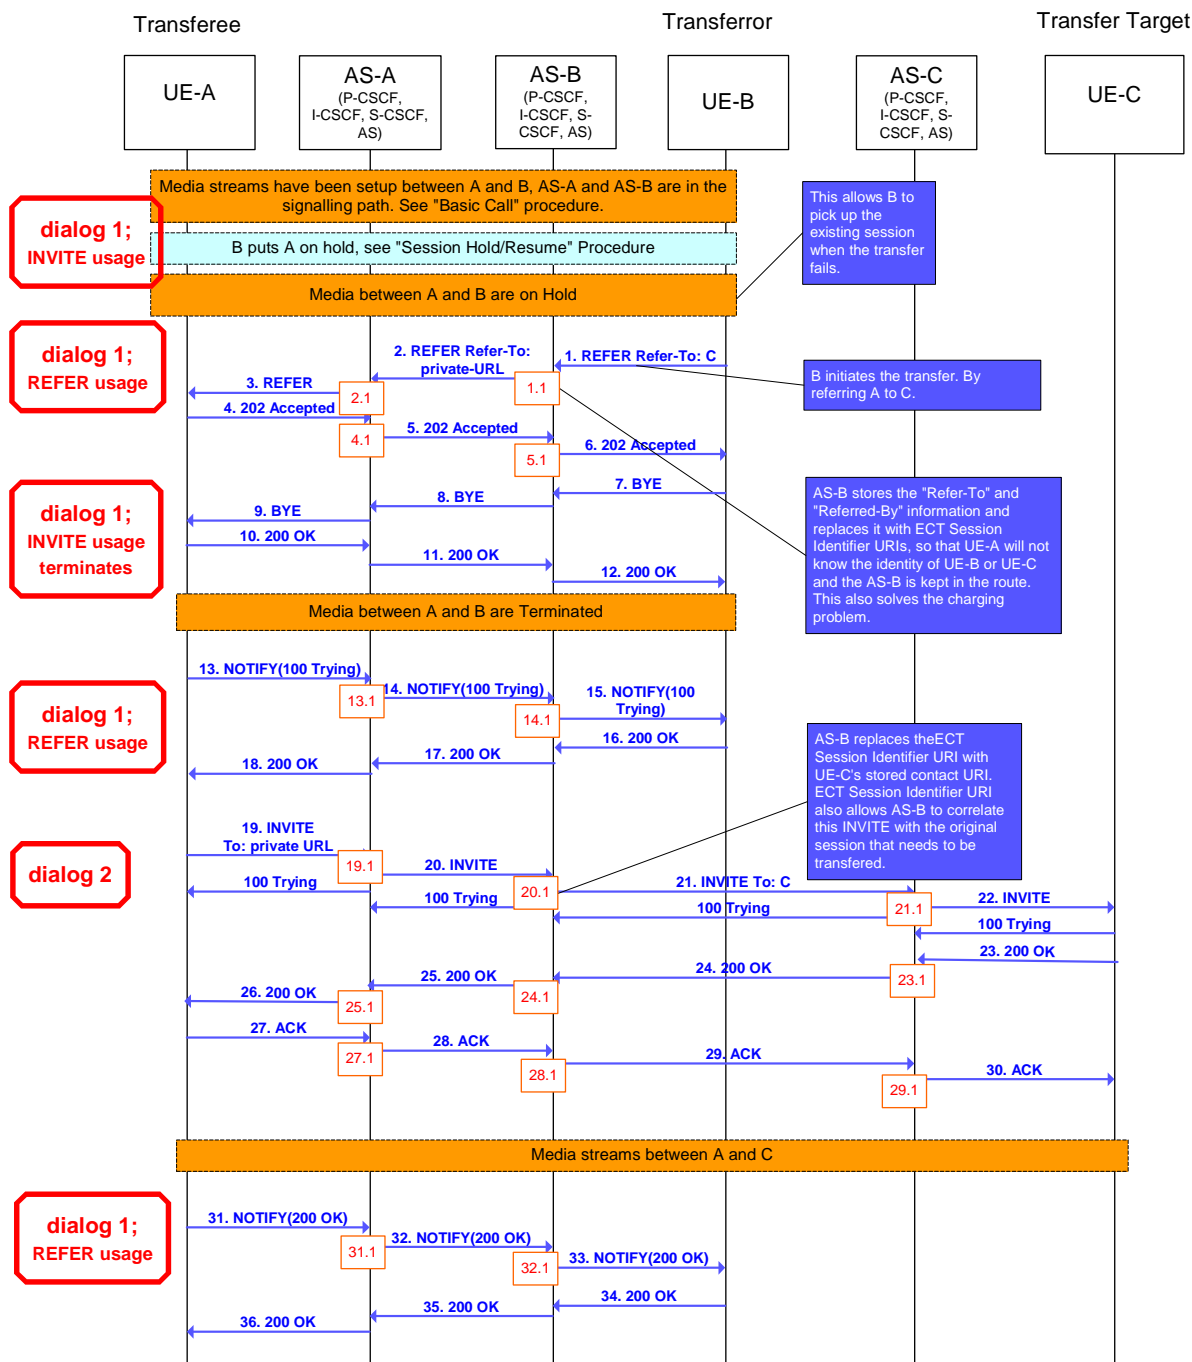 Transferee
Transferror
Transfer Target
UE-A
AS-A
(P-CSCF,
I-CSCF, S-CSCF,
AS)
AS-B
(P-CSCF,
I-CSCF, S-
CSCF, AS)
UE-B
AS-C
(P-CSCF,
I-CSCF, S-
CSCF, AS)
UE-C
Media streams have been setup between A and B, AS-A and AS-B are in the
signalling path. See "Basic Call" procedure.
This allows B to
pick up the
existing session
when the transfer
fails.
dialog 1;
INVITE usage
B puts A on hold, see "Session Hold/Resume" Procedure
Media between A and B are on Hold
dialog 1;
REFER usage
1. REFER Refer-To: C
2. REFER Refer-To:
private-URL
1.1
3. REFER
2.1
B initiates the transfer. By
referring A to C.
4. 202 Accepted
4.1
5. 202 Accepted
5.1
6. 202 Accepted
dialog 1;
INVITE usage
terminates
7. BYE
8. BYE
9. BYE
10. 200 OK
11. 200 OK
12. 200 OK
AS-B stores the "Refer-To" and
"Referred-By" information and
replaces it with ECT Session
Identifier URIs, so that UE-A will not
know the identity of UE-B or UE-C
and the AS-B is kept in the route.
This also solves the charging
problem.
Media between A and B are Terminated
dialog 1;
REFER usage
13. NOTIFY(100 Trying)
13.1
14. NOTIFY(100 Trying)
14.1
15. NOTIFY(100
Trying)
16. 200 OK
17. 200 OK
18. 200 OK
AS-B replaces theECT
Session Identifier URI with
UE-C's stored contact URI.
ECT Session Identifier URI
also allows AS-B to correlate
this INVITE with the original
session that needs to be
transfered.
dialog 2
19. INVITE
To: private URL
19.1
20. INVITE
20.1
21. INVITE To: C
21.1
22. INVITE
100 Trying
100 Trying
100 Trying
100 Trying
23. 200 OK
23.1
24. 200 OK
24.1
25. 200 OK
25.1
26. 200 OK
27. ACK
27.1
28. ACK
28.1
29. ACK
29.1
30. ACK
Media streams between A and C
dialog 1;
REFER usage
31. NOTIFY(200 OK)
31.1
32. NOTIFY(200 OK)
32.1
33. NOTIFY(200 OK)
34. 200 OK
35. 200 OK
36. 200 OK